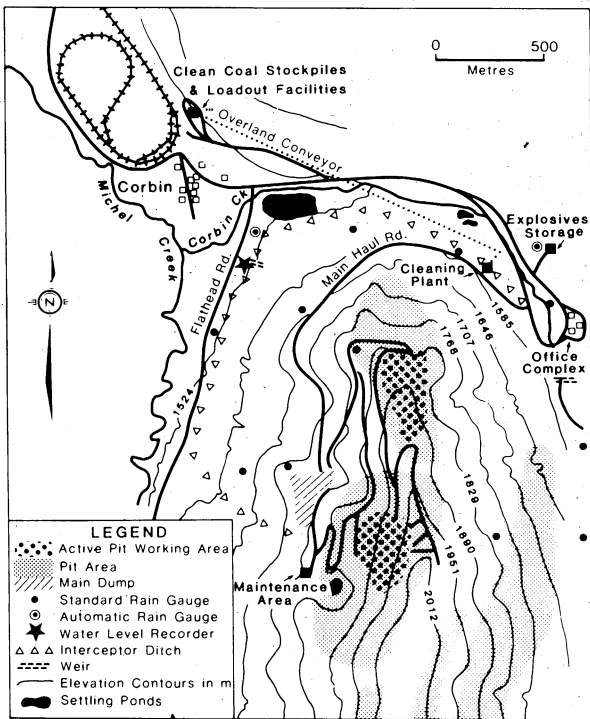 0 500
Metres
Clean Coal Stockpiles
& Loadout Facilities
Overland Conveyor
Corbin
Michel
Creek
Corbin Ck
Flathead Rd.
weir
Main Haul Rd.
Cleaning
Plant
Explosives
Storage
Office
Complex
N
1524
1585
1646
1707
1768
1829
1890
1951
2012
Maintenance
Area
LEGEND
Active Pit Working Area
Pit Area
Main Dump
Standard Rain Gauge
Automatic Rain Gauge
Water Level Recorder
Interceptor Ditch
Weir
Elevation Contours in m
Settling Ponds